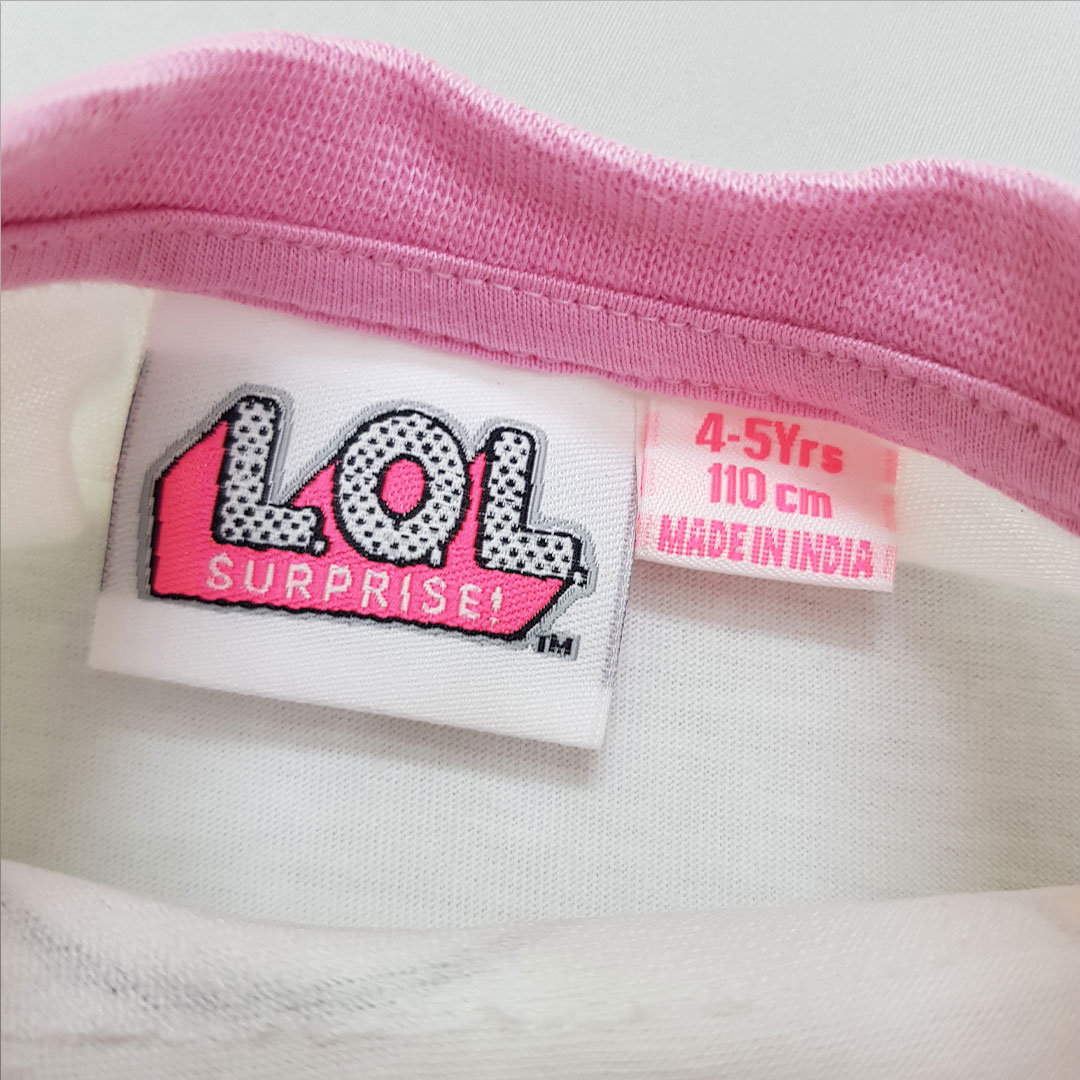 L.O.L.
SURPRISE!
TM
4-5Yrs
110 cm
MADE IN INDIA